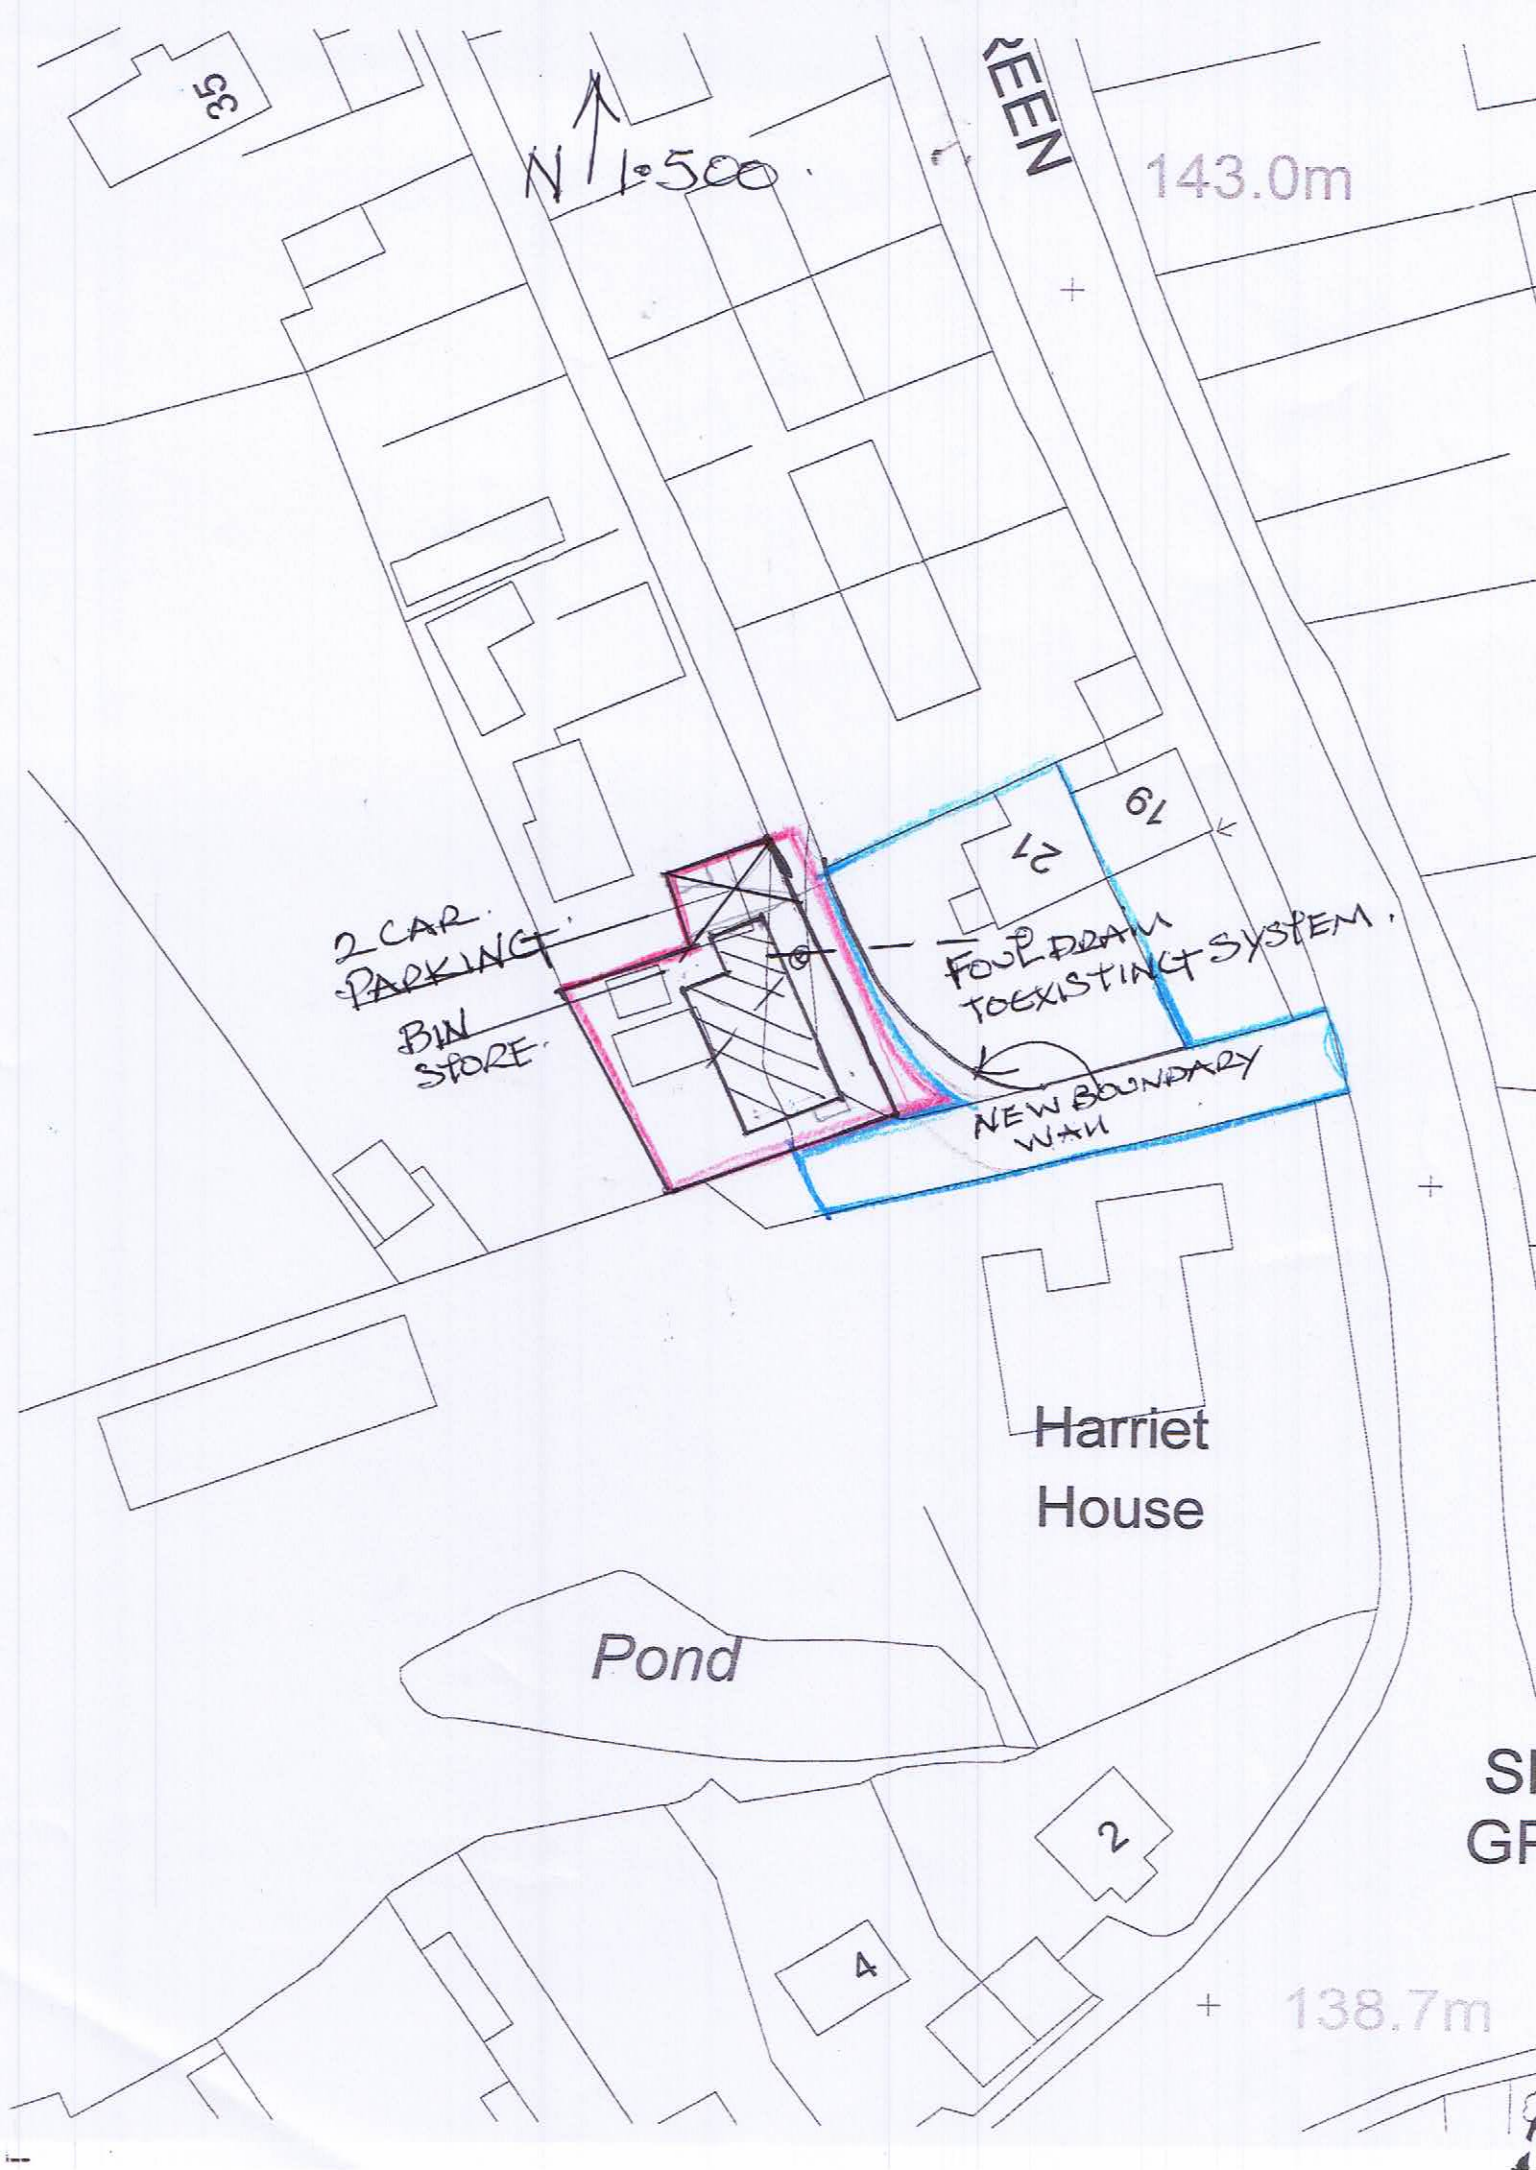 35
N 1:500.
REEN
143.0m
19
21
2 CAR.
PARKING.
BIN
STORE.
FOUL DRAIN
TO EXISTING SYSTEM.
NEW BOUNDARY
WALL
Harriet
House
Pond
2
4
138.7m